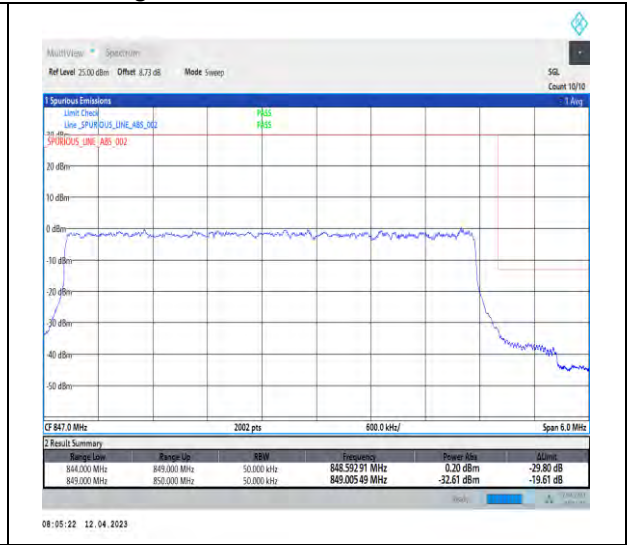 MultiView Spectrum
Ref Level 25.00 dBm Offset 8.73 dB Mode Sweep SGL
Count 10/10
1 Spurious Emissions 1 Avg
Limit Check PASS
Line _SPURIOUS_LINE_ABS_002 PASS
_SPURIOUS_LINE_ABS_002
20 dBm
10 dBm
0 dBm
-10 dBm
-20 dBm
-30 dBm
-40 dBm
-50 dBm
CF 847.0 MHz 2002 pts 600.0 kHz/ Span 6.0 MHz
2 Result Summary
Range Low Range Up RBW Frequency Power Abs ΔLimit
844.000 MHz 849.000 MHz 50.000 kHz 848.59291 MHz 0.20 dBm -29.80 dB
849.000 MHz 850.000 MHz 50.000 kHz 849.00549 MHz -32.61 dBm -19.61 dB
08:05:22 12.04.2023